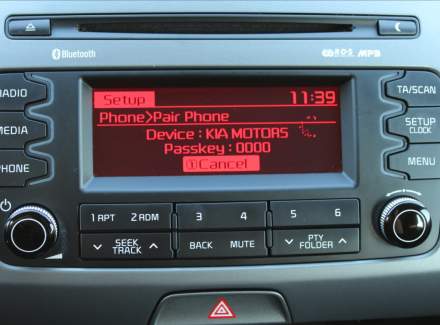 Bluetooth R·D·S MP3
RADIO
MEDIA
PHONE
Setup 11:39
Phone>Pair Phone
Device : KIA MOTORS
Passkey : 0000
① Cancel
TA/SCAN
SETUP
CLOCK
MENU
1 RPT 2 RDM 3 4 5 6
SEEK
TRACK
BACK MUTE
PTY
FOLDER